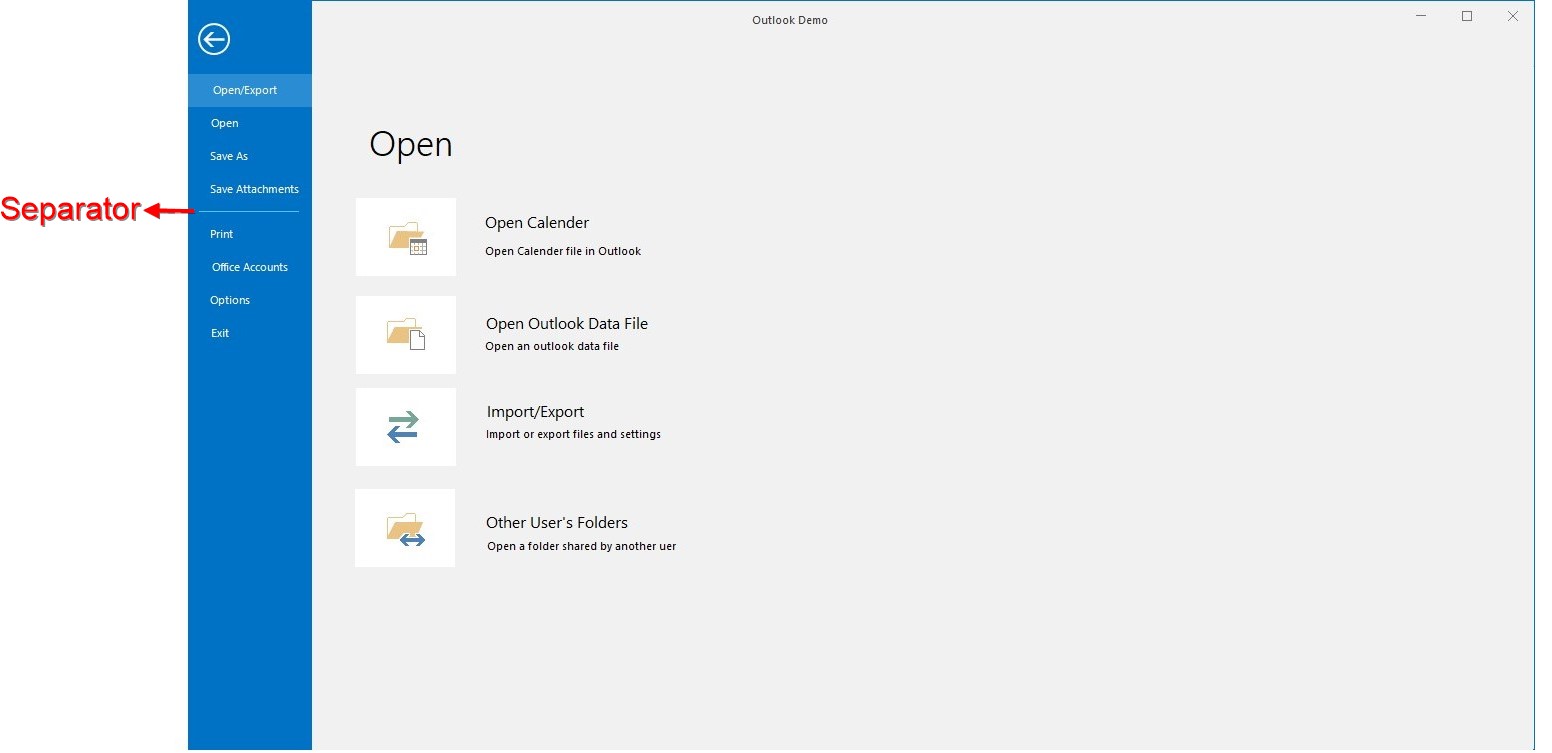 Outlook Demo
Open/Export
Open
Save As
Save Attachments
Separator
Print
Office Accounts
Options
Exit
Open
Open Calender
Open Calender file in Outlook
Open Outlook Data File
Open an outlook data file
Import/Export
Import or export files and settings
Other User's Folders
Open a folder shared by another uer